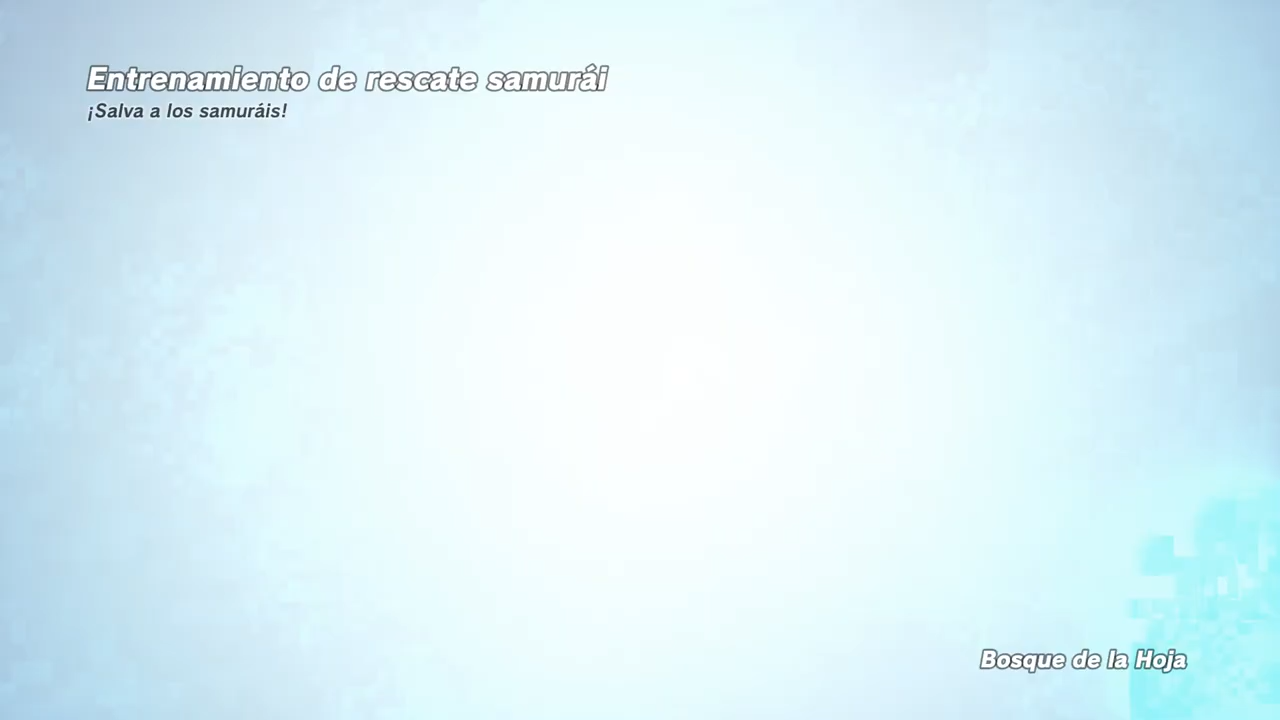 Entrenamiento de rescate samurái
¡Salva a los samuráis!
Bosque de la Hoja